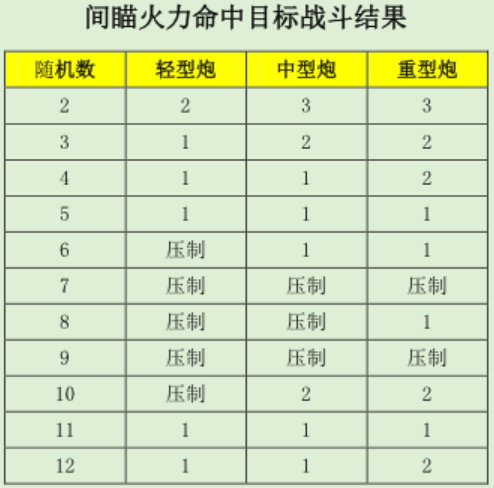 间瞄火力命中目标战斗结果
随机数 轻型炮 中型炮 重型炮
2 2 3 3
3 1 2 2
4 1 1 2
5 1 1 1
6 压制 1 1
7 压制 压制 压制
8 压制 压制 1
9 压制 压制 压制
10 压制 2 2
11 1 1 1
12 1 1 2